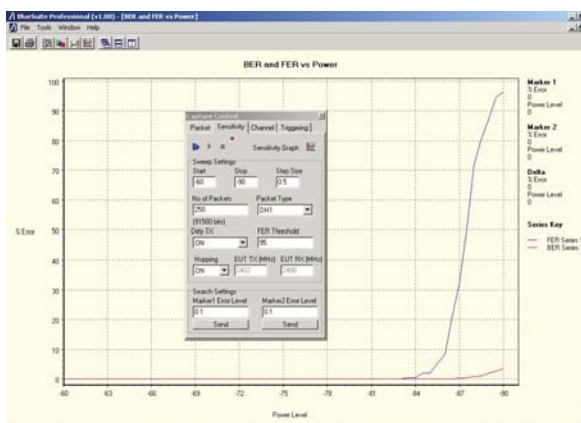 BlueSuite Professional (v1.00) - [BER and FER vs Power]
File Tools Window Help
BER and FER vs Power
100
90
80
70
60
50
40
30
20
10
0
% Error
-60
-63
-66
-69
-72
-75
-78
-81
-84
-87
-90
Power Level
Marker 1
% Error
0
Power Level
0
Marker 2
% Error
0
Power Level
0
Delta
% Error
0
Power Level
0
Series Key
FER Series
BER Series
Capture Control
Packet Sensitivity Channel Triggering
Sensitivity Graph
Sweep Settings
Start Stop Step Size
-60 -90 0.5
No of Packets Packet Type
250 DH1
(91500 bits)
Dirty TX FER Threshold
ON 95
Hopping EUT TX (MHz) EUT RX (MHz)
ON 2402 2480
Search Settings
Marker1 Error Level Marker2 Error Level
0.1 0.1
Send Send